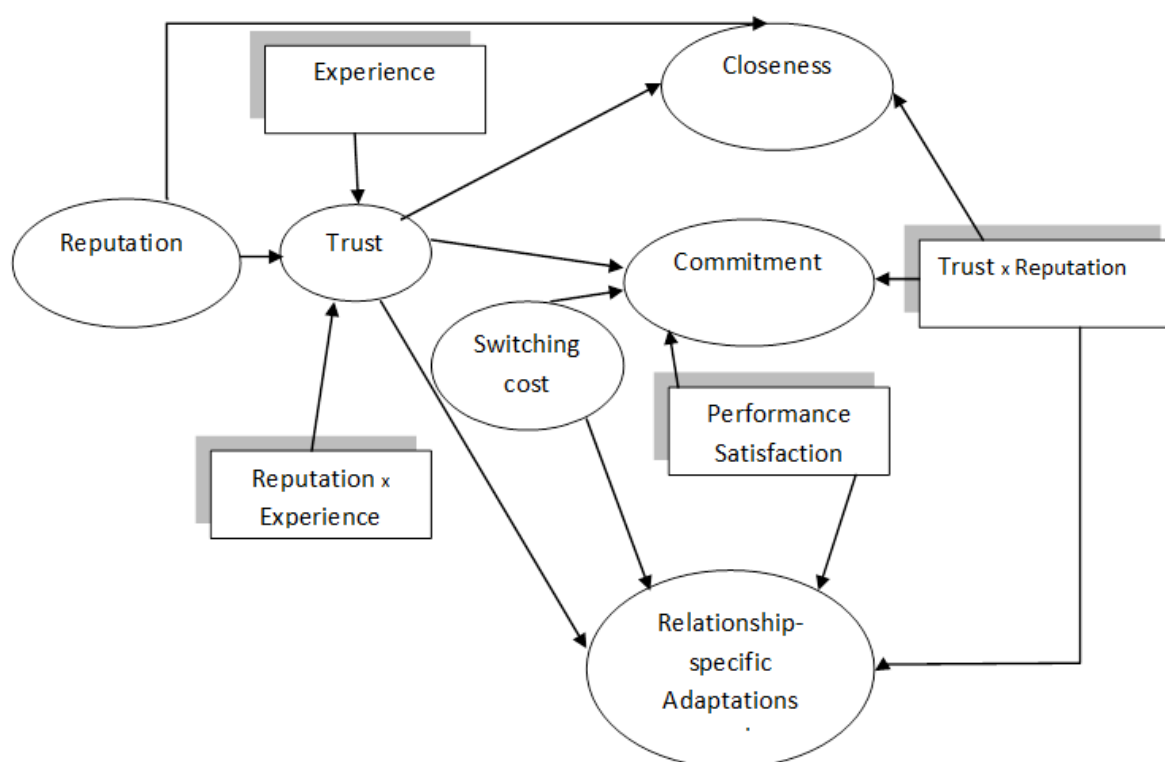 Experience
Closeness
Reputation
Trust
Commitment
Trust x Reputation
Switching
cost
Performance
Satisfaction
Reputation x
Experience
Relationship-
specific
Adaptations
.